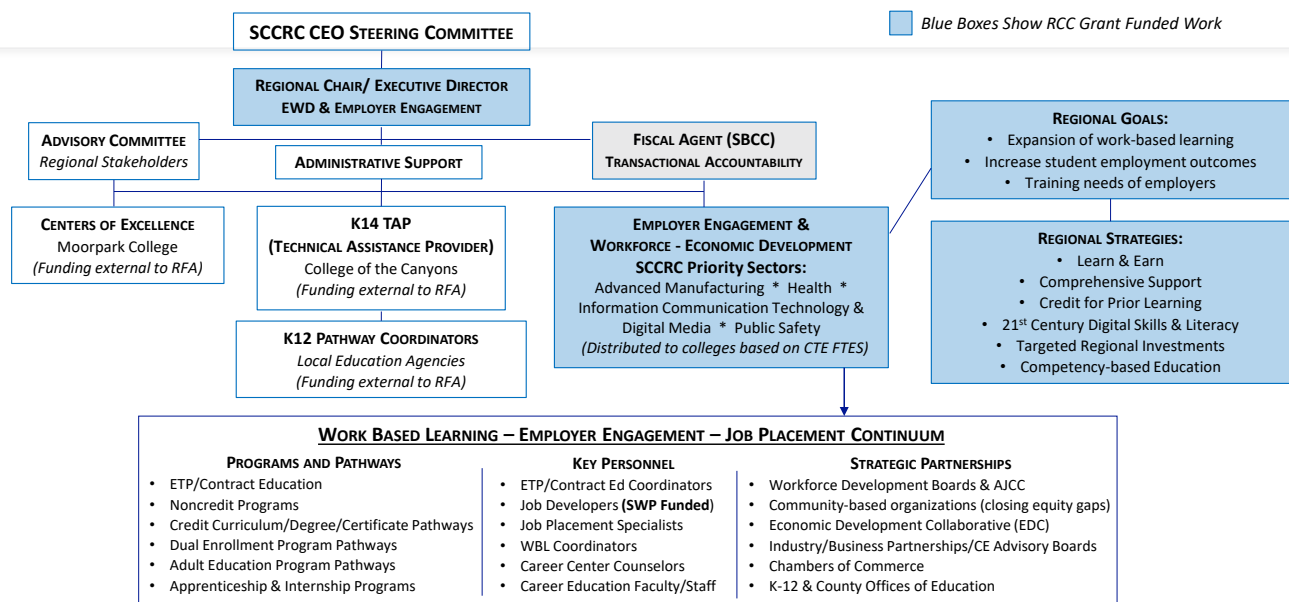 SCCRC CEO STEERING COMMITTEE
Blue Boxes Show RCC Grant Funded Work
REGIONAL CHAIR/ EXECUTIVE DIRECTOR
EWD & EMPLOYER ENGAGEMENT
ADVISORY COMMITTEE
Regional Stakeholders
ADMINISTRATIVE SUPPORT
FISCAL AGENT (SBCC)
TRANSACTIONAL ACCOUNTABILITY
REGIONAL GOALS:
• Expansion of work-based learning
• Increase student employment outcomes
• Training needs of employers
CENTERS OF EXCELLENCE
Moorpark College
(Funding external to RFA)
K14 TAP
(TECHNICAL ASSISTANCE PROVIDER)
College of the Canyons
(Funding external to RFA)
EMPLOYER ENGAGEMENT &
WORKFORCE - ECONOMIC DEVELOPMENT
SCCRC Priority Sectors:
Advanced Manufacturing * Health *
Information Communication Technology &
Digital Media * Public Safety
(Distributed to colleges based on CTE FTES)
REGIONAL STRATEGIES:
• Learn & Earn
• Comprehensive Support
• Credit for Prior Learning
• 21st Century Digital Skills & Literacy
• Targeted Regional Investments
• Competency-based Education
K12 PATHWAY COORDINATORS
Local Education Agencies
(Funding external to RFA)
WORK BASED LEARNING – EMPLOYER ENGAGEMENT – JOB PLACEMENT CONTINUUM
PROGRAMS AND PATHWAYS
• ETP/Contract Education
• Noncredit Programs
• Credit Curriculum/Degree/Certificate Pathways
• Dual Enrollment Program Pathways
• Adult Education Program Pathways
• Apprenticeship & Internship Programs
KEY PERSONNEL
• ETP/Contract Ed Coordinators
• Job Developers (SWP Funded)
• Job Placement Specialists
• WBL Coordinators
• Career Center Counselors
• Career Education Faculty/Staff
STRATEGIC PARTNERSHIPS
• Workforce Development Boards & AJCC
• Community-based organizations (closing equity gaps)
• Economic Development Collaborative (EDC)
• Industry/Business Partnerships/CE Advisory Boards
• Chambers of Commerce
• K-12 & County Offices of Education